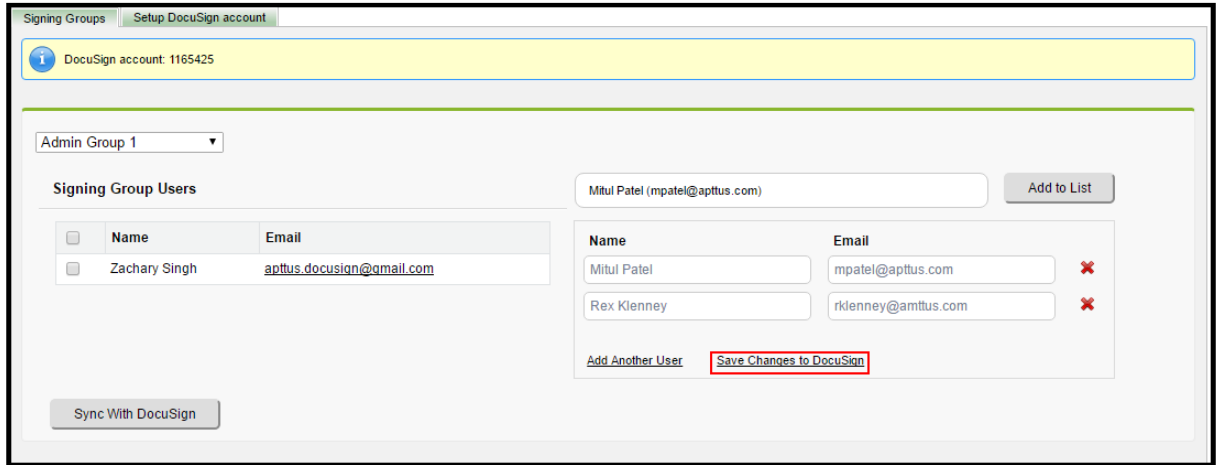 Signing Groups Setup DocuSign account
DocuSign account: 1165425
Admin Group 1
Signing Group Users
Mitul Patel (mpatel@apttus.com) Add to List
Name Email
Zachary Singh apttus.docusign@gmail.com
Name Email
Mitul Patel mpatel@apttus.com
Rex Klenney rklenney@amttus.com
Add Another User Save Changes to DocuSign
Sync With DocuSign